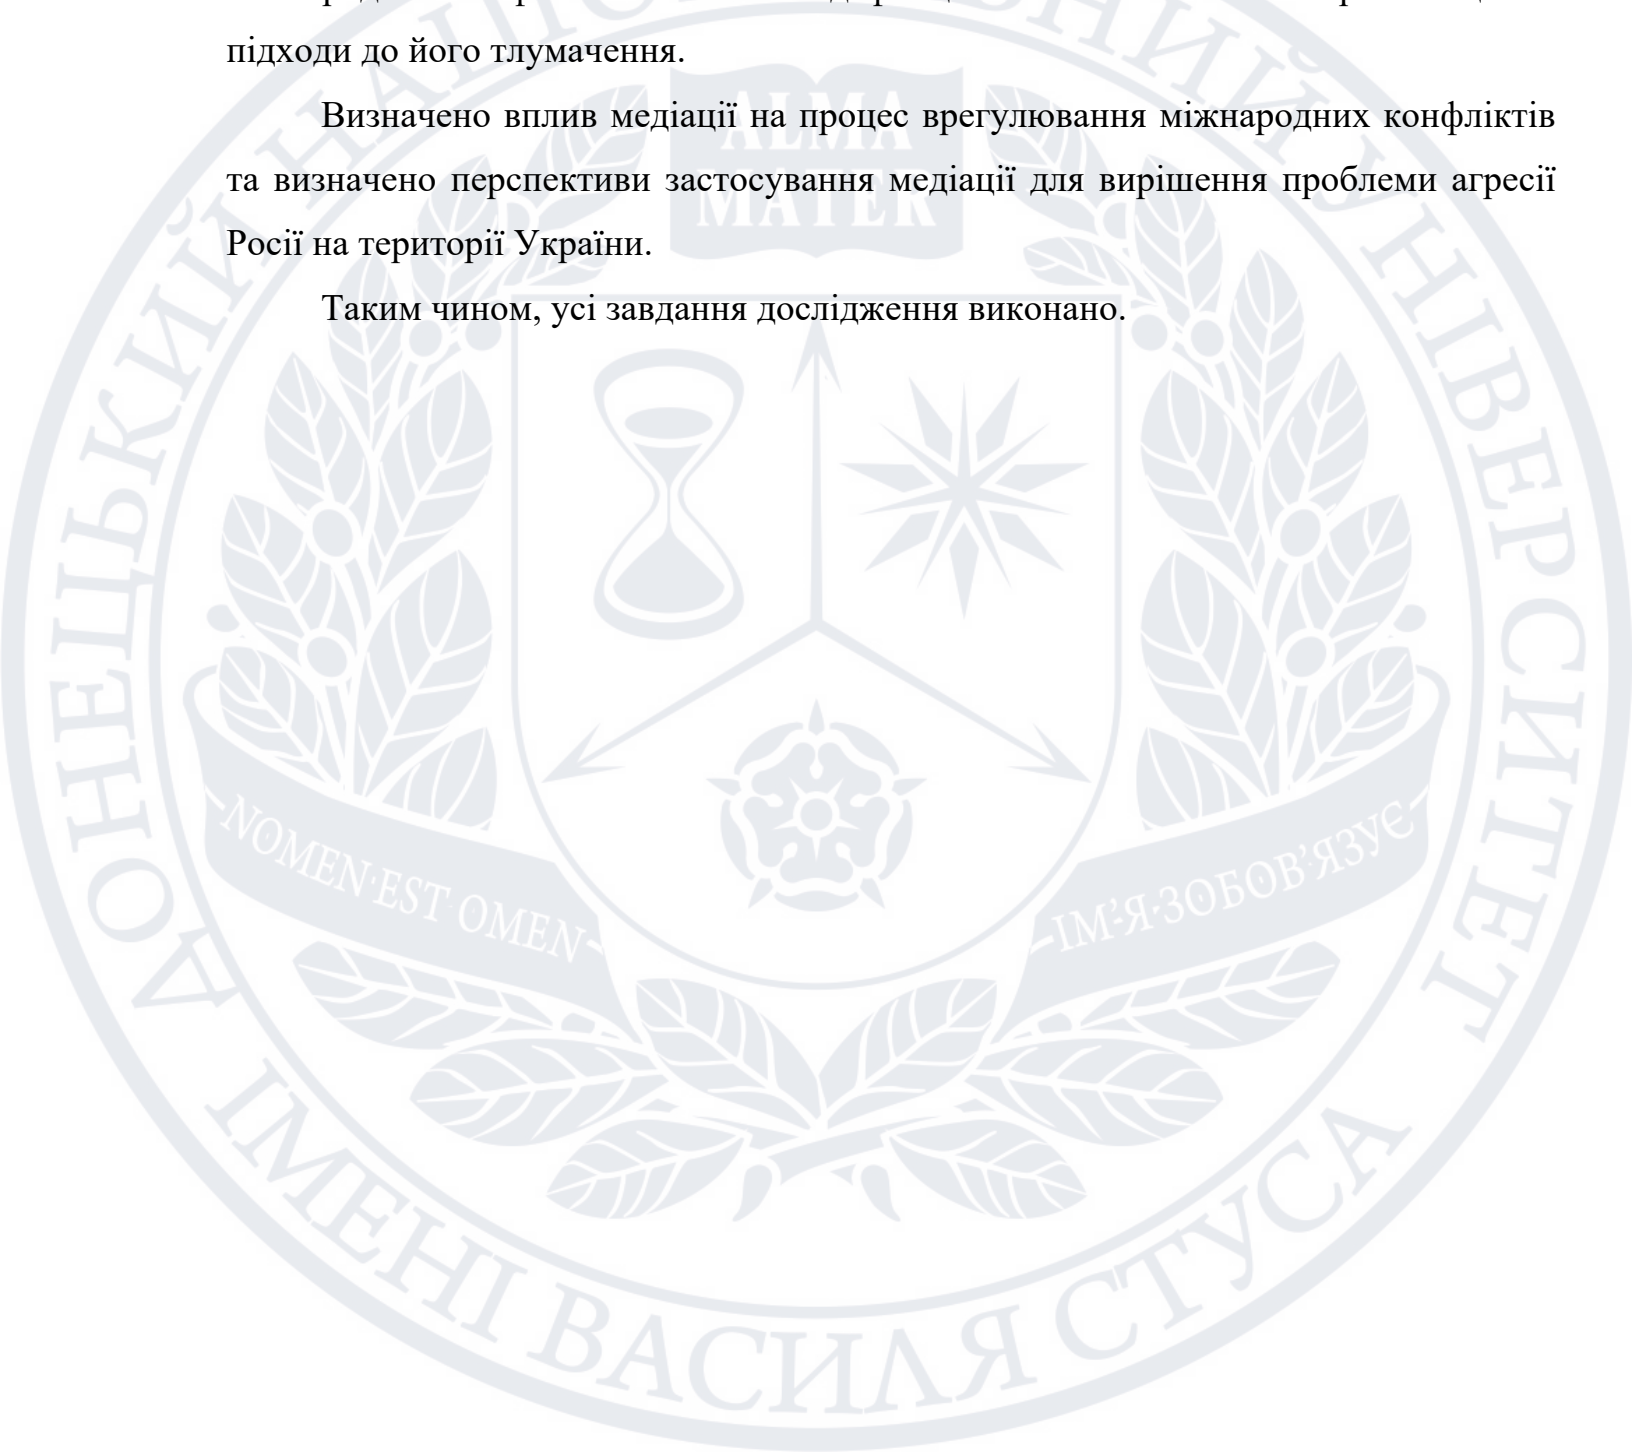 підходи до його тлумачення.
Визначено вплив медіації на процес врегулювання міжнародних конфліктів
та визначено перспективи застосування медіації для вирішення проблеми агресії
Росії на території України.
Таким чином, усі завдання дослідження виконано.
ALMA
MATER
NOMEN·EST·OMEN
ІМ’Я·ЗОБОВ’ЯЗУЄ
ДОНЕЦЬКИЙ НАЦІОНАЛЬНИЙ УНІВЕРСИТЕТ
ІМЕНІ ВАСИЛЯ СТУСА